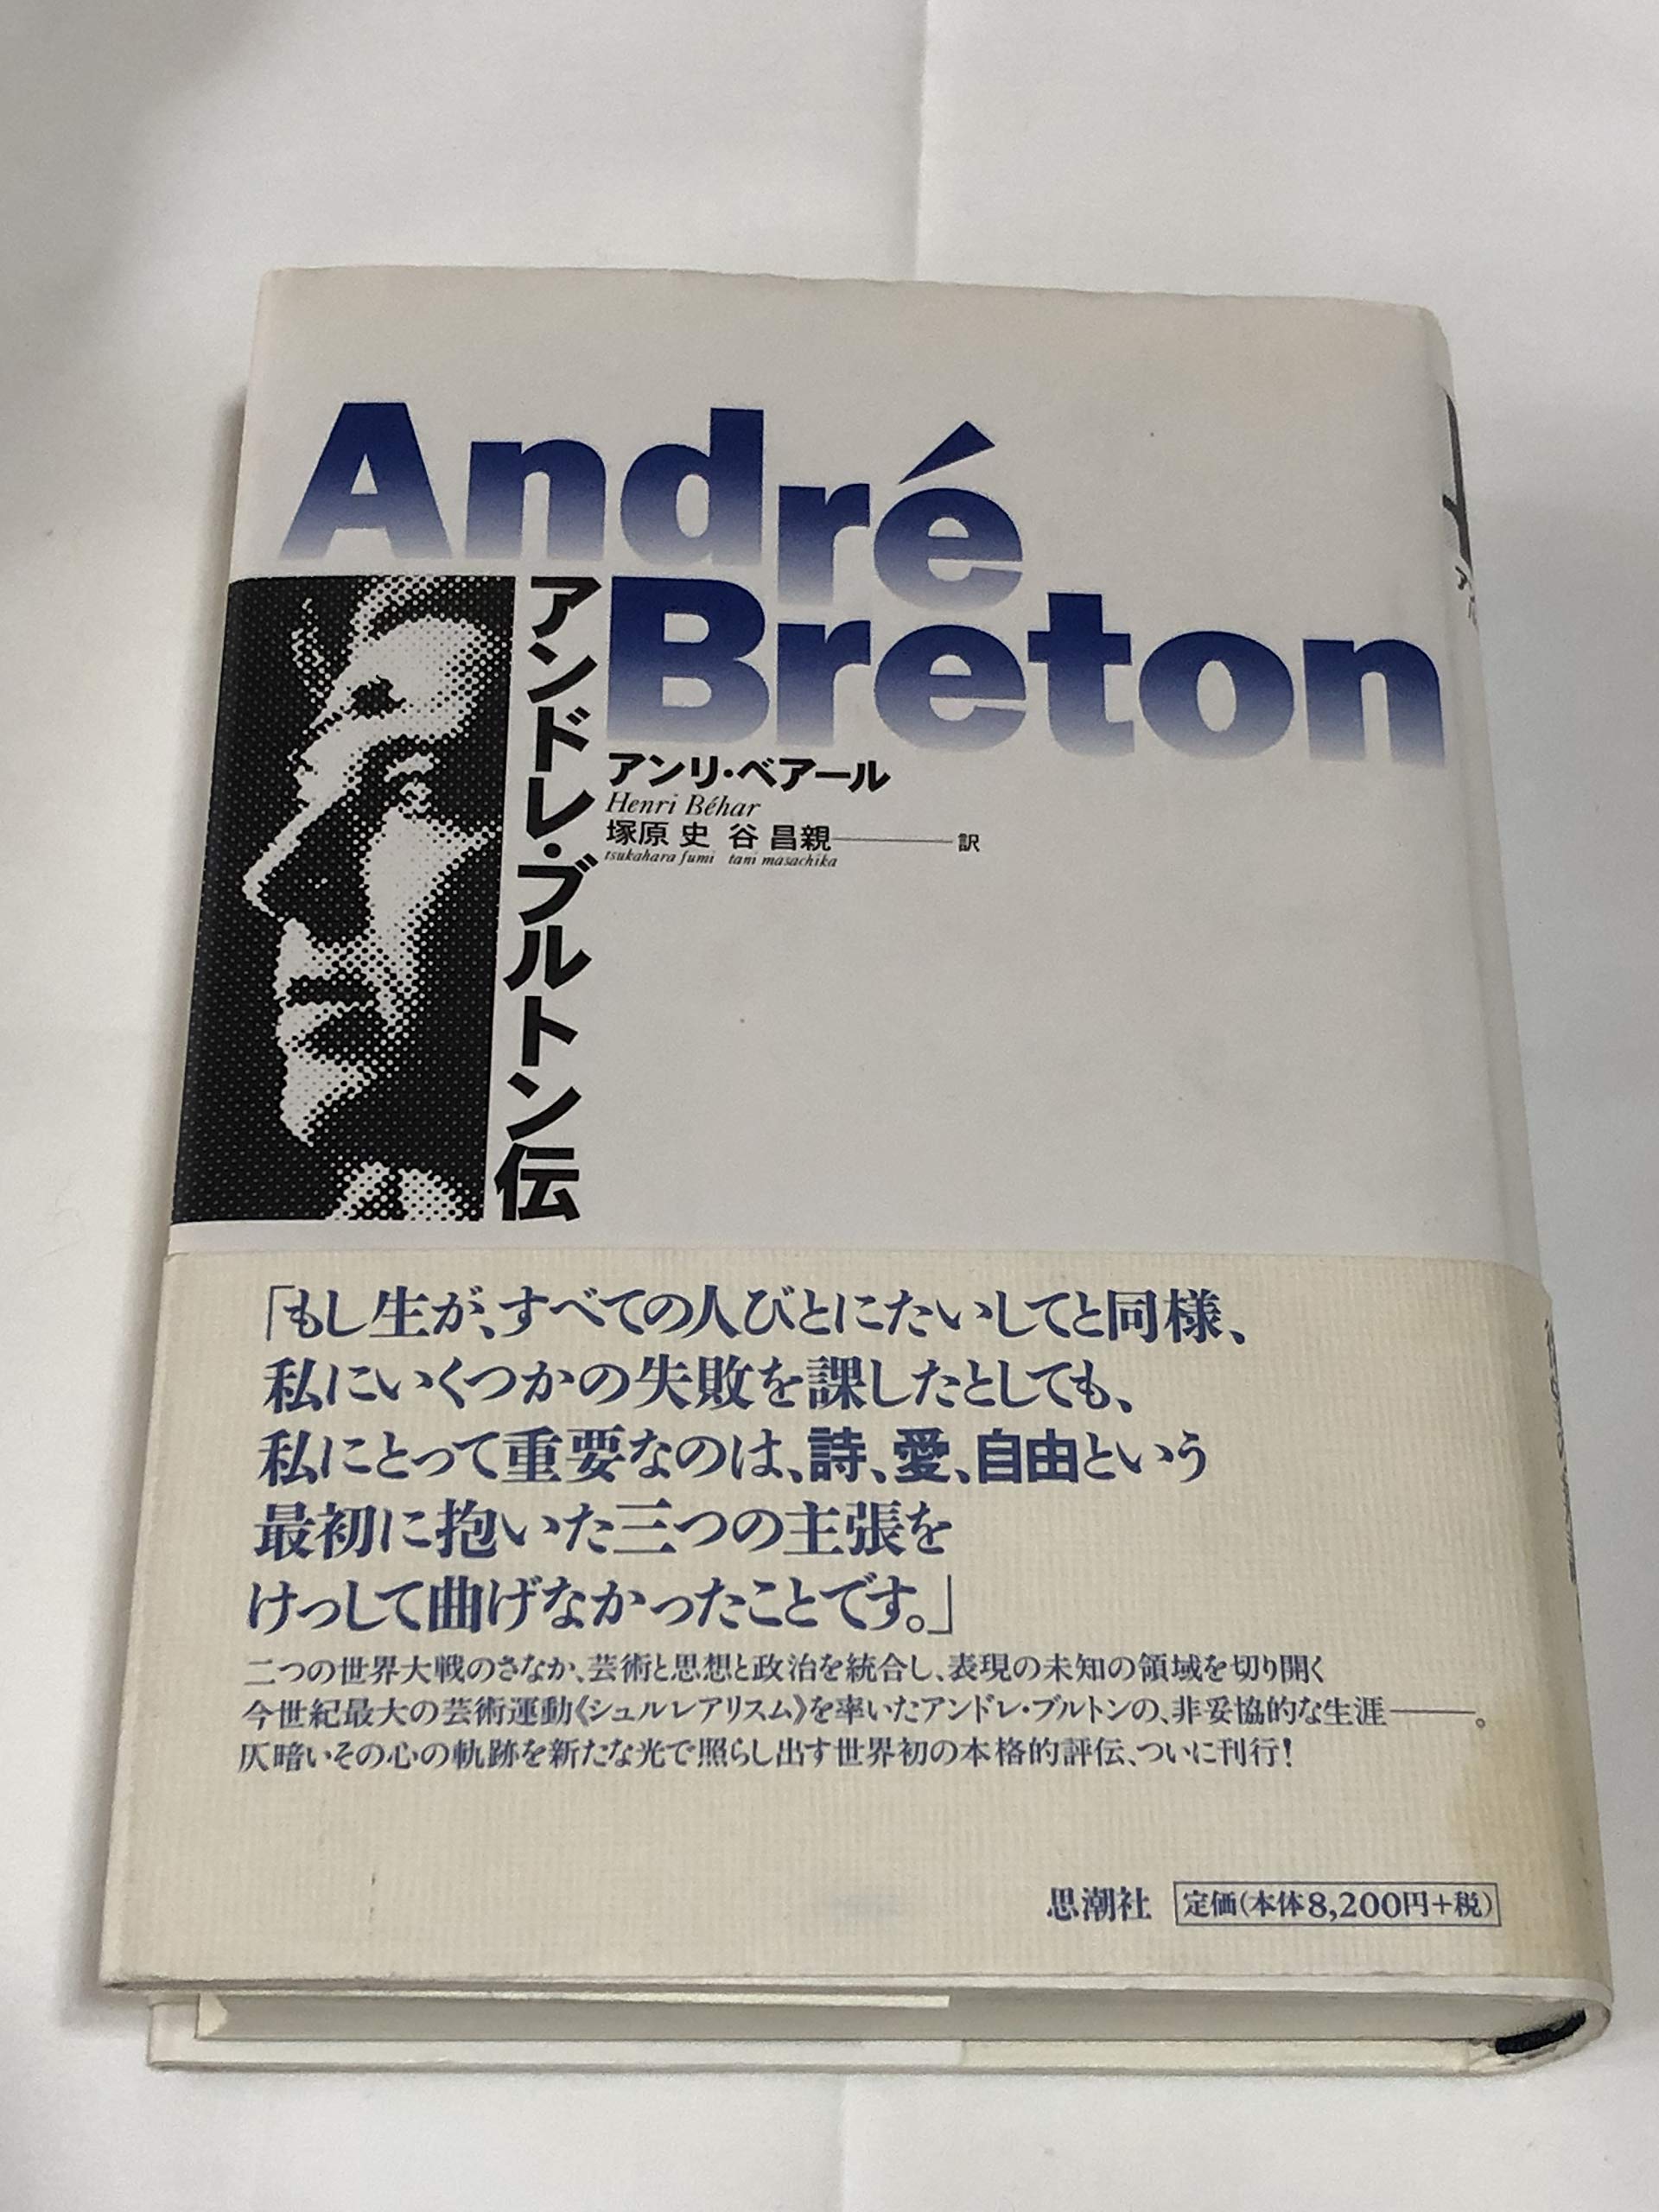 André
Breton
アンドレ・ブルトン伝
アンリ・ベアール
Henri Béhar
塚原 史 谷 昌親――――訳
tsukahara fumi tani masachika
「もし生が、すべての人びとにたいしてと同様、
私にいくつかの失敗を課したとしても、
私にとって重要なのは、詩、愛、自由という
最初に抱いた三つの主張を
けっして曲げなかったことです。」
二つの世界大戦のさなか、芸術と思想と政治を統合し、表現の未知の領域を切り開く
今世紀最大の芸術運動《シュルレアリスム》を率いたアンドレ・ブルトンの、非妥協的な生涯――。
仄暗いその心の軌跡を新たな光で照らし出す世界初の本格的評伝、ついに刊行!
思潮社 定価(本体8,200円+税)